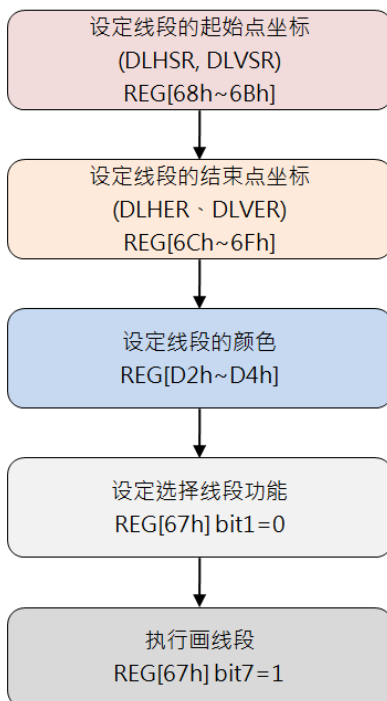 设定线段的起始点坐标
(DLHSR, DLVSR)
REG[68h~6Bh]
设定线段的结束点坐标
(DLHER、DLVER)
REG[6Ch~6Fh]
设定线段的颜色
REG[D2h~D4h]
设定选择线段功能
REG[67h] bit1=0
执行画线段
REG[67h] bit7=1